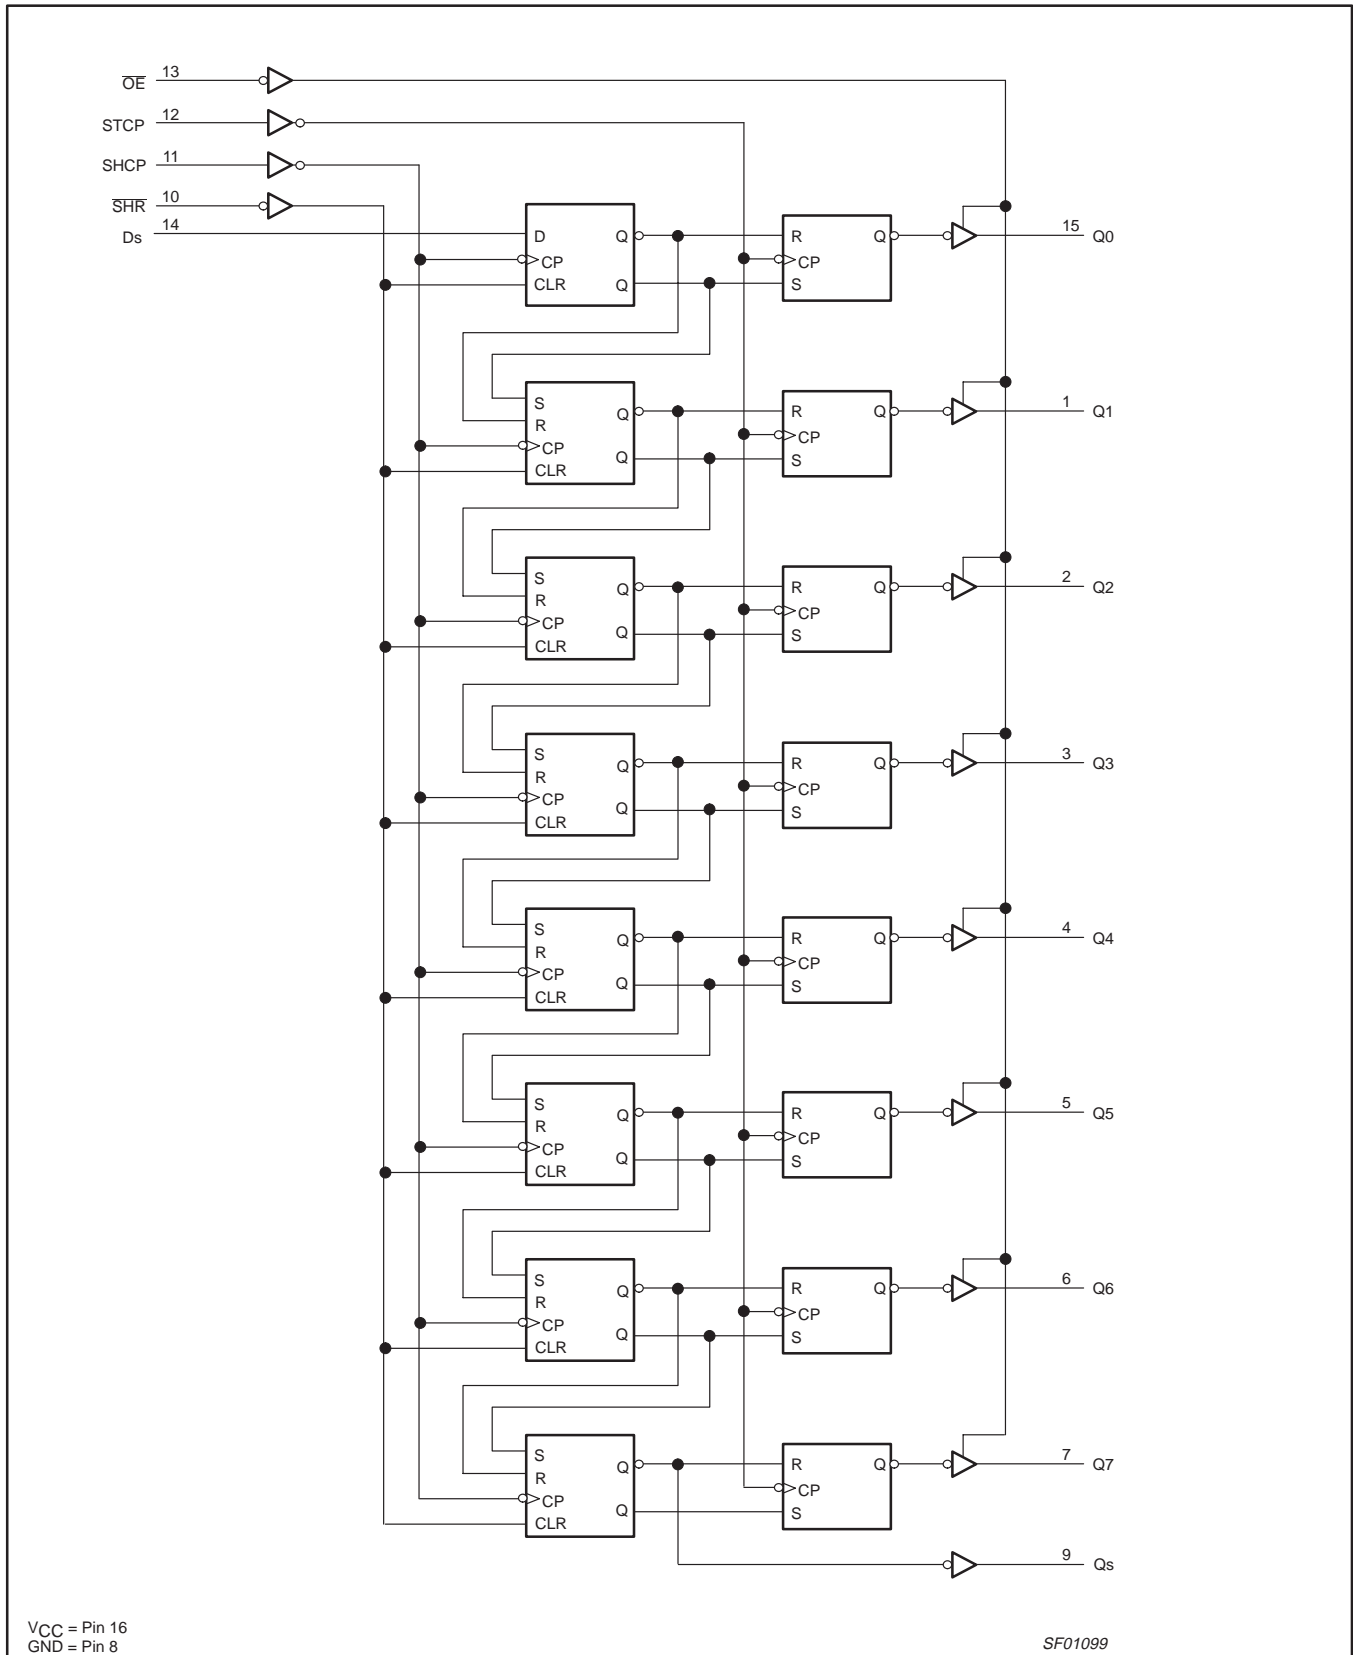 OE 13
STCP 12
SHCP 11
SHR 10
Ds 14
D Q
CP
CLR Q
R Q
CP
S
15 Q0
S Q
R
CP
CLR Q
R Q
CP
S
1 Q1
S Q
R
CP
CLR Q
R Q
CP
S
2 Q2
S Q
R
CP
CLR Q
R Q
CP
S
3 Q3
S Q
R
CP
CLR Q
R Q
CP
S
4 Q4
S Q
R
CP
CLR Q
R Q
CP
S
5 Q5
S Q
R
CP
CLR Q
R Q
CP
S
6 Q6
S Q
R
CP
CLR Q
R Q
CP
S
7 Q7
9 Qs
VCC = Pin 16
GND = Pin 8
SF01099